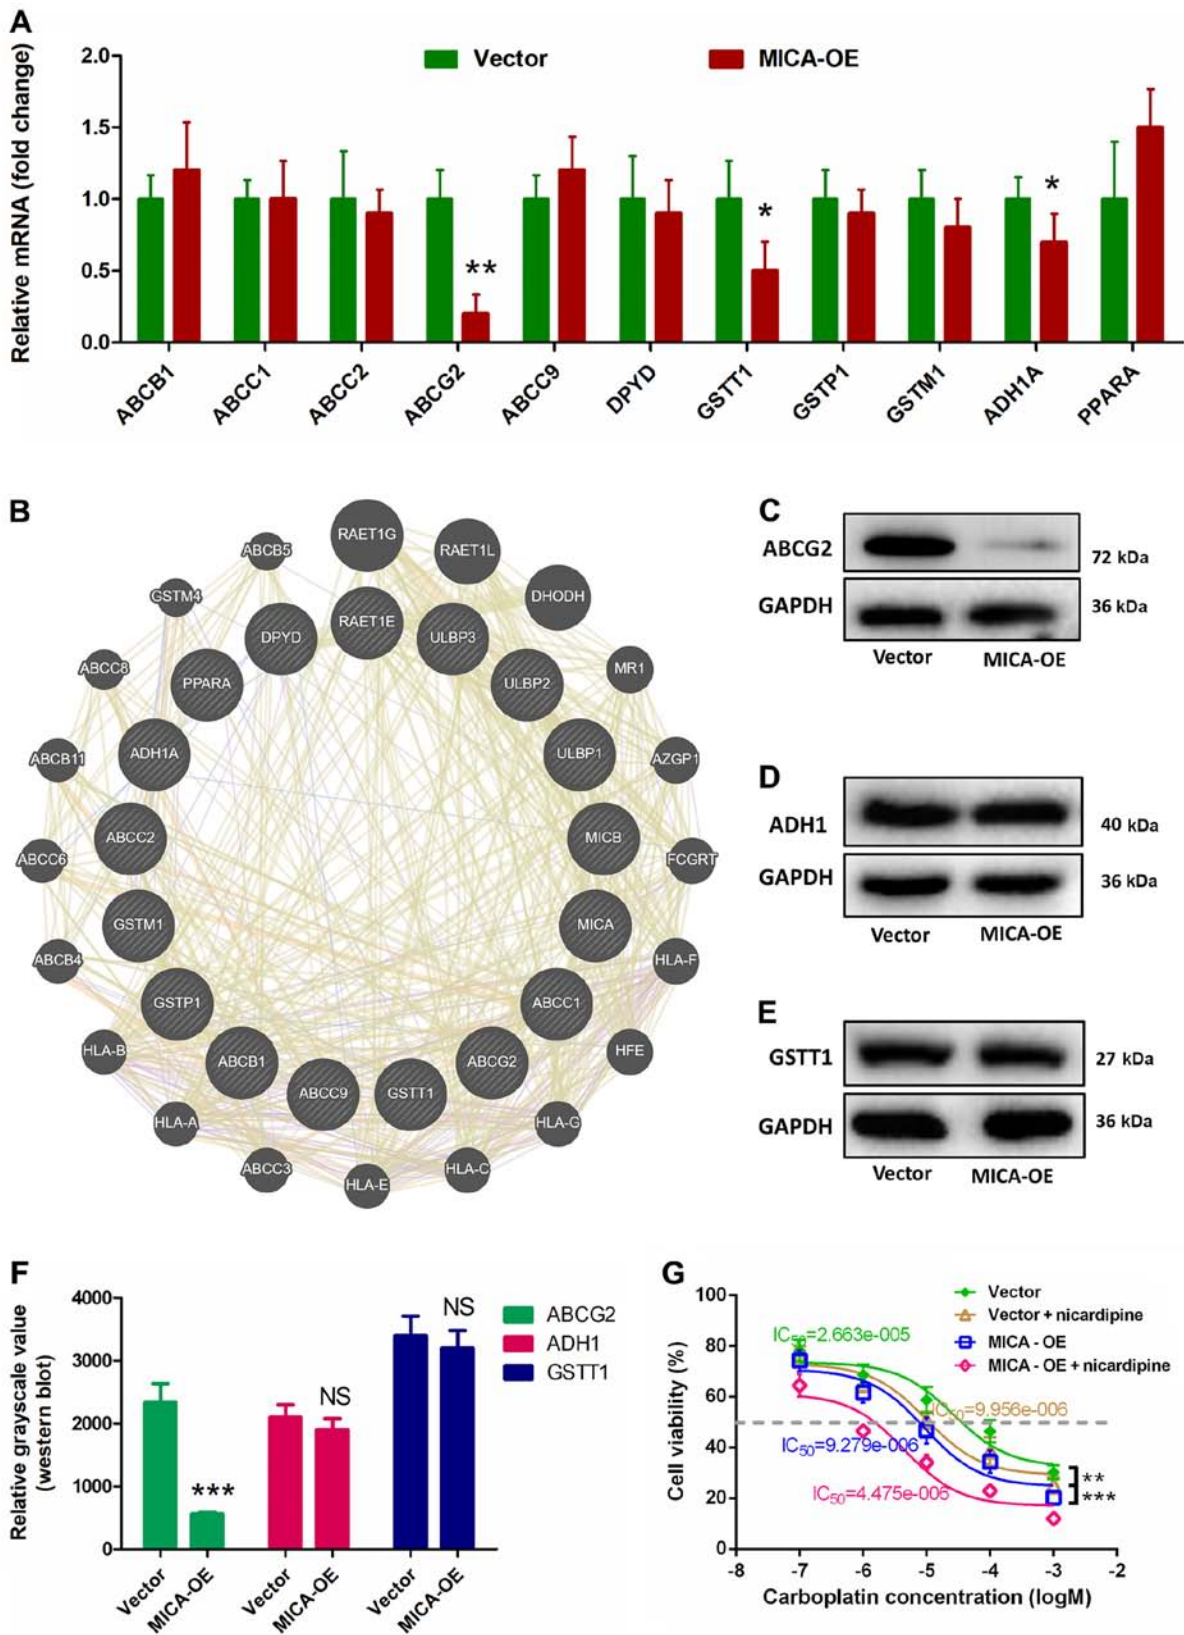 A
Relative mRNA (fold change)
2.0
1.5
1.0
0.5
0.0
Vector
MICA-OE
**
*
*
ABCB1
ABCC1
ABCC2
ABCG2
ABCC9
DPYD
GSTT1
GSTP1
GSTM1
ADH1A
PPARA
B
RAET1G
RAET1L
DHODH
MR1
AZGP1
FCGRT
HLA-F
HFE
HLA-G
HLA-C
HLA-E
ABCC3
HLA-A
HLA-B
ABCB4
ABCC6
ABCB11
ABCC8
GSTM4
ABCB5
RAET1E
ULBP3
ULBP2
ULBP1
MICB
MICA
ABCC1
ABCG2
GSTT1
ABCC9
ABCB1
GSTP1
GSTM1
ABCC2
ADH1A
PPARA
DPYD
C
ABCG2
72 kDa
GAPDH
36 kDa
Vector MICA-OE
D
ADH1
40 kDa
GAPDH
36 kDa
Vector MICA-OE
E
GSTT1
27 kDa
GAPDH
36 kDa
Vector MICA-OE
F
Relative grayscale value
(western blot)
4000
3000
2000
1000
0
***
NS
NS
ABCG2
ADH1
GSTT1
Vector
MICA-OE
Vector
MICA-OE
Vector
MICA-OE
G
Cell viability (%)
100
80
60
40
20
0
Vector
Vector + nicardipine
MICA - OE
MICA - OE + nicardipine
IC50=2.663e-005
IC50=9.956e-006
IC50=9.279e-006
IC50=4.475e-006
**
***
-8 -7 -6 -5 -4 -3 -2
Carboplatin concentration (logM)